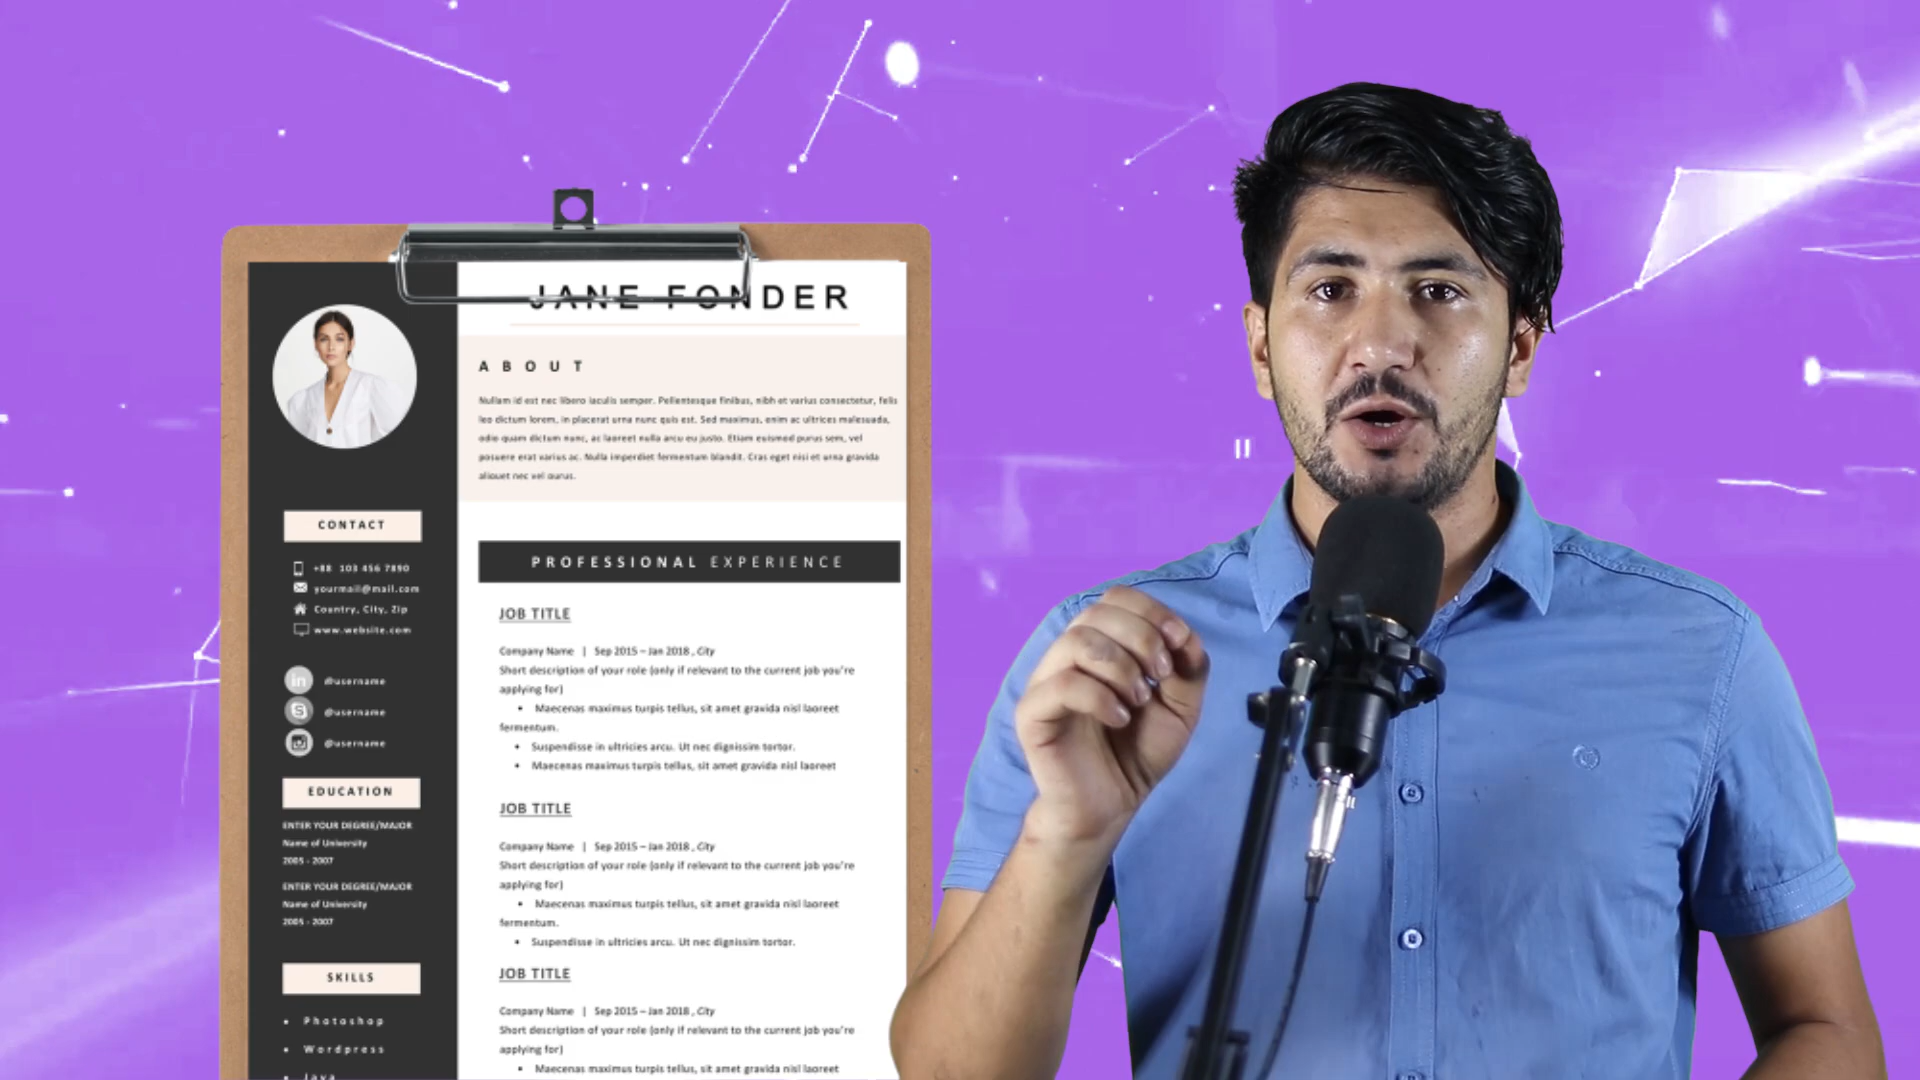 JANE FONDER
ABOUT
Nullam id est nec libero iaculis semper. Pellentesque finibus, nibh et varius consectetur, felis
leo dictum lorem, in placerat urna nunc quis est. Sed maximus, enim ac ultrices malesuada,
odio quam dictum nunc, ac laoreet nulla arcu eu justo. Etiam euismod purus sem, vel
posuere erat varius ac. Nulla imperdiet fermentum blandit. Cras eget nisi et urna gravida
aliquet nec vel purus.
CONTACT
+88 103 456 7890
yourmail@mail.com
Country, City, Zip
www.website.com
in @username
S @username
@username
EDUCATION
ENTER YOUR DEGREE/MAJOR
Name of University
2005 - 2007
ENTER YOUR DEGREE/MAJOR
Name of University
2005 - 2007
SKILLS
• Photoshop
• Wordpress
• Java
PROFESSIONAL EXPERIENCE
JOB TITLE
Company Name | Sep 2015 – Jan 2018 , City
Short description of your role (only if relevant to the current job you're
applying for)
• Maecenas maximus turpis tellus, sit amet gravida nisl laoreet
fermentum.
• Suspendisse in ultricies arcu. Ut nec dignissim tortor.
• Maecenas maximus turpis tellus, sit amet gravida nisl laoreet
JOB TITLE
Company Name | Sep 2015 – Jan 2018 , City
Short description of your role (only if relevant to the current job you're
applying for)
• Maecenas maximus turpis tellus, sit amet gravida nisl laoreet
fermentum.
• Suspendisse in ultricies arcu. Ut nec dignissim tortor.
JOB TITLE
Company Name | Sep 2015 – Jan 2018 , City
Short description of your role (only if relevant to the current job you're
applying for)
• Maecenas maximus turpis tellus, sit amet gravida nisl laoreet